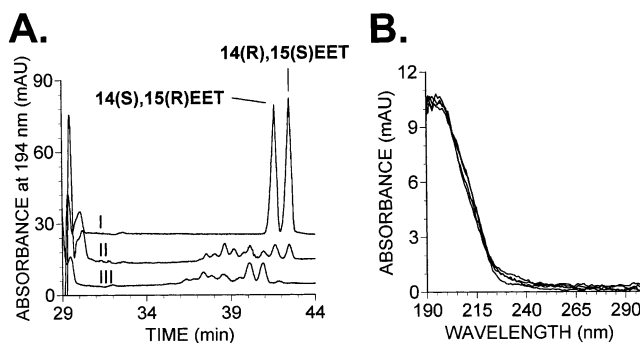 A.
B.
14(R),15(S)EET
14(S),15(R)EET
ABSORBANCE at 194 nm (mAU)
90
60
30
0
I
II
III
29
34
39
44
TIME (min)
ABSORBANCE (mAU)
12
9
6
3
0
190
215
240
265
290
WAVELENGTH (nm)